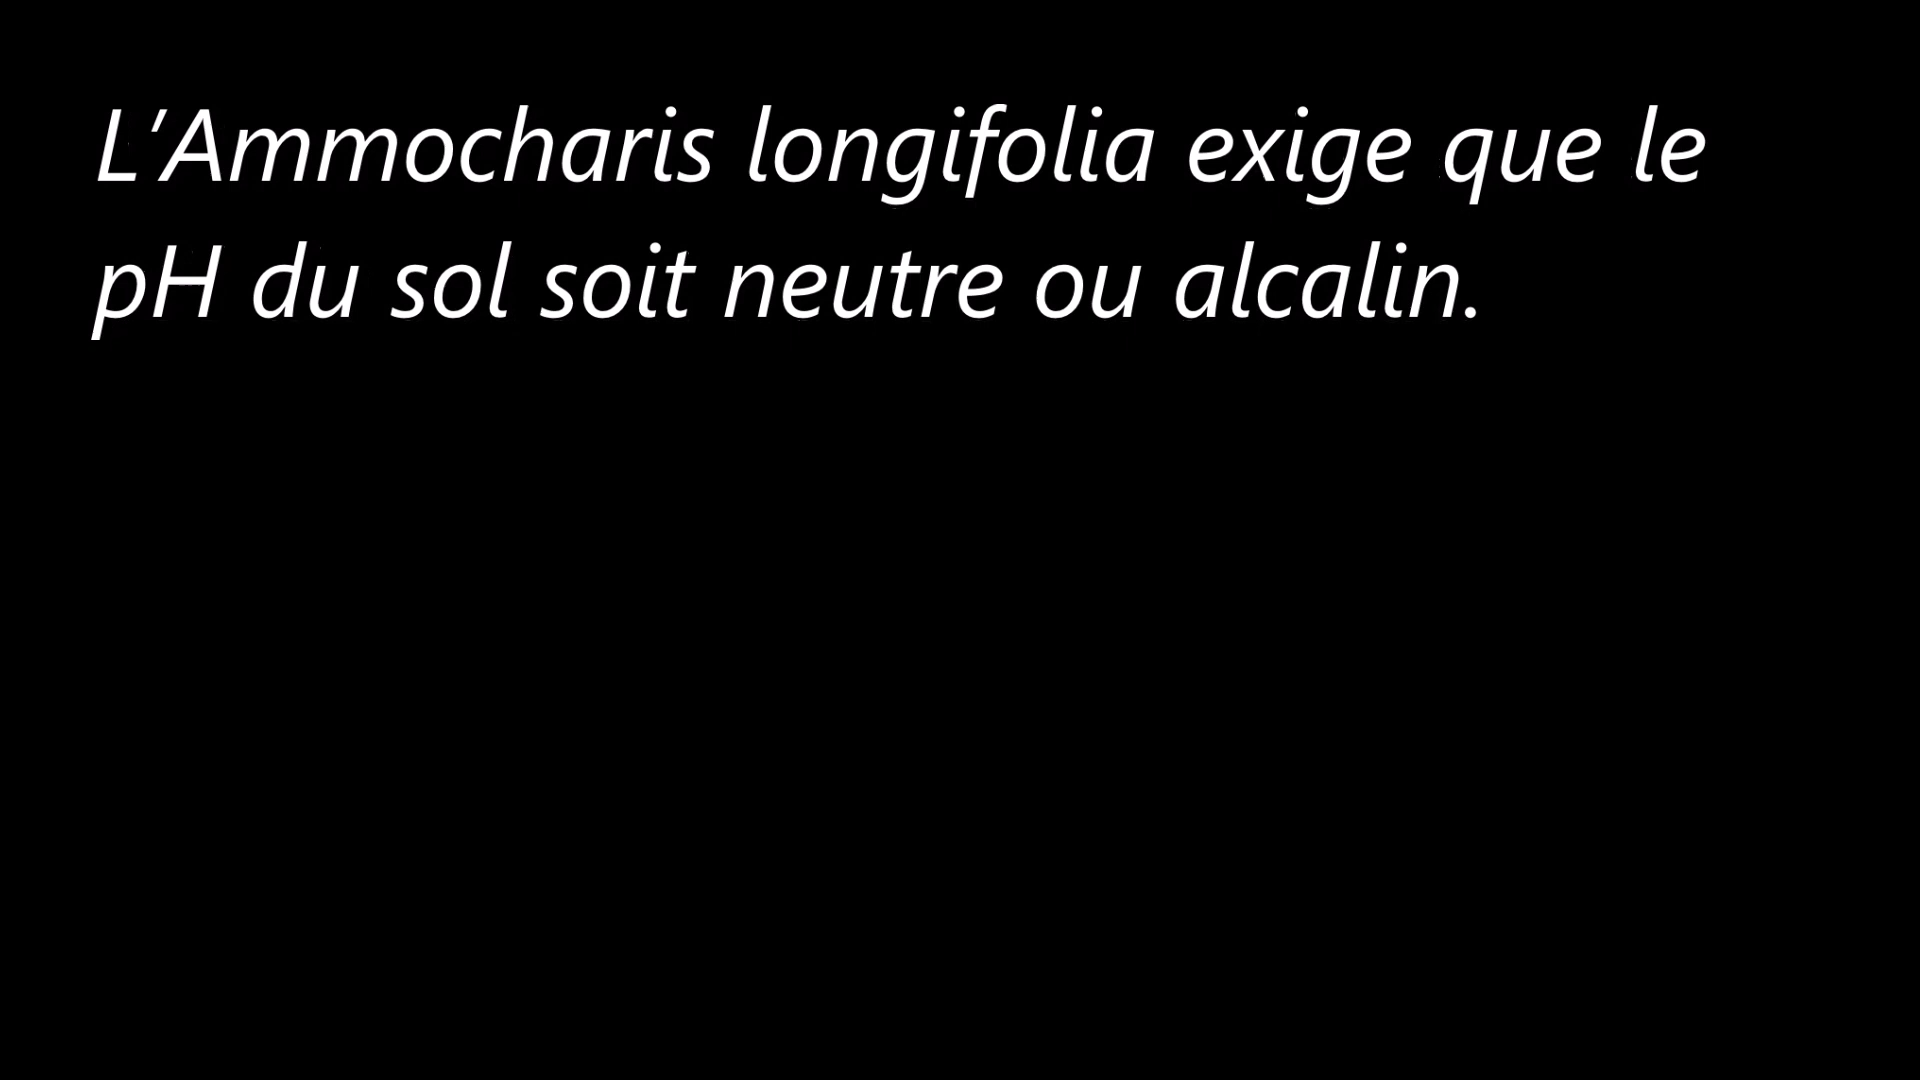 L’Ammocharis longifolia exige que le
pH du sol soit neutre ou alcalin.